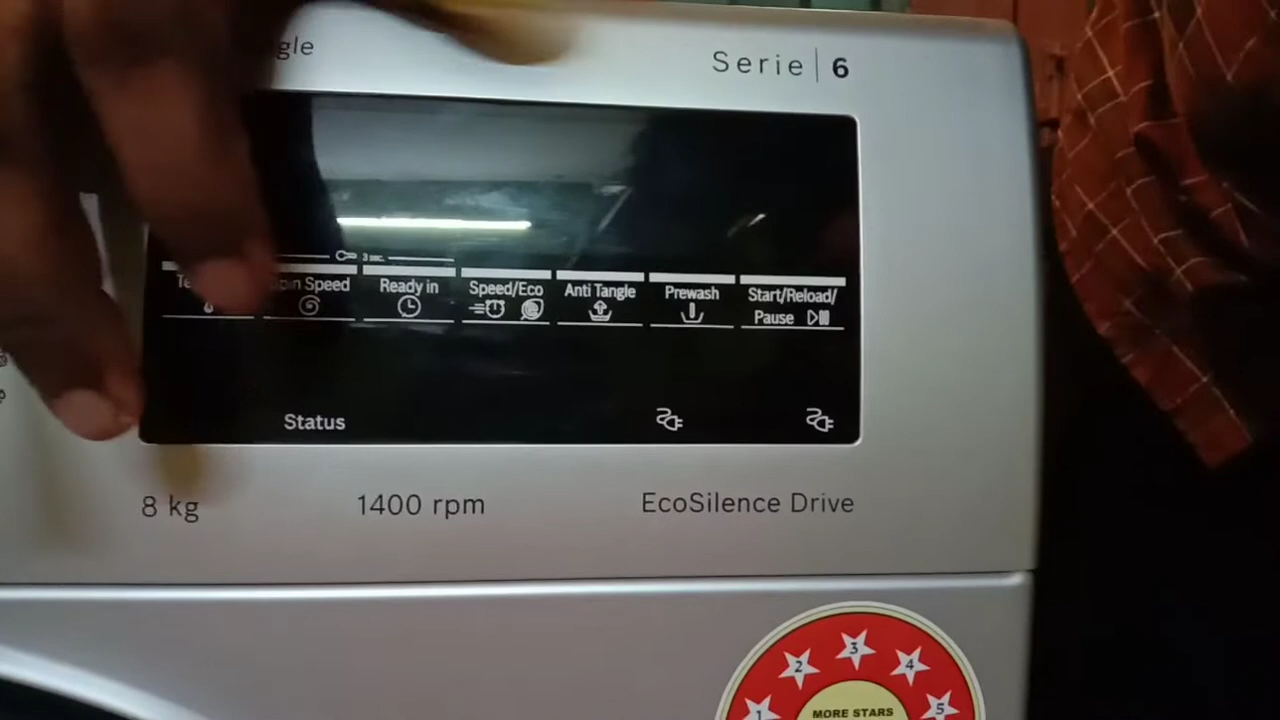 gle
Serie | 6
3 sec.
Spin Speed
Ready in
Speed/Eco
Anti Tangle
Prewash
Start/Reload/
Pause
Status
8 kg
1400 rpm
EcoSilence Drive
1 2 3 4 5
MORE STARS